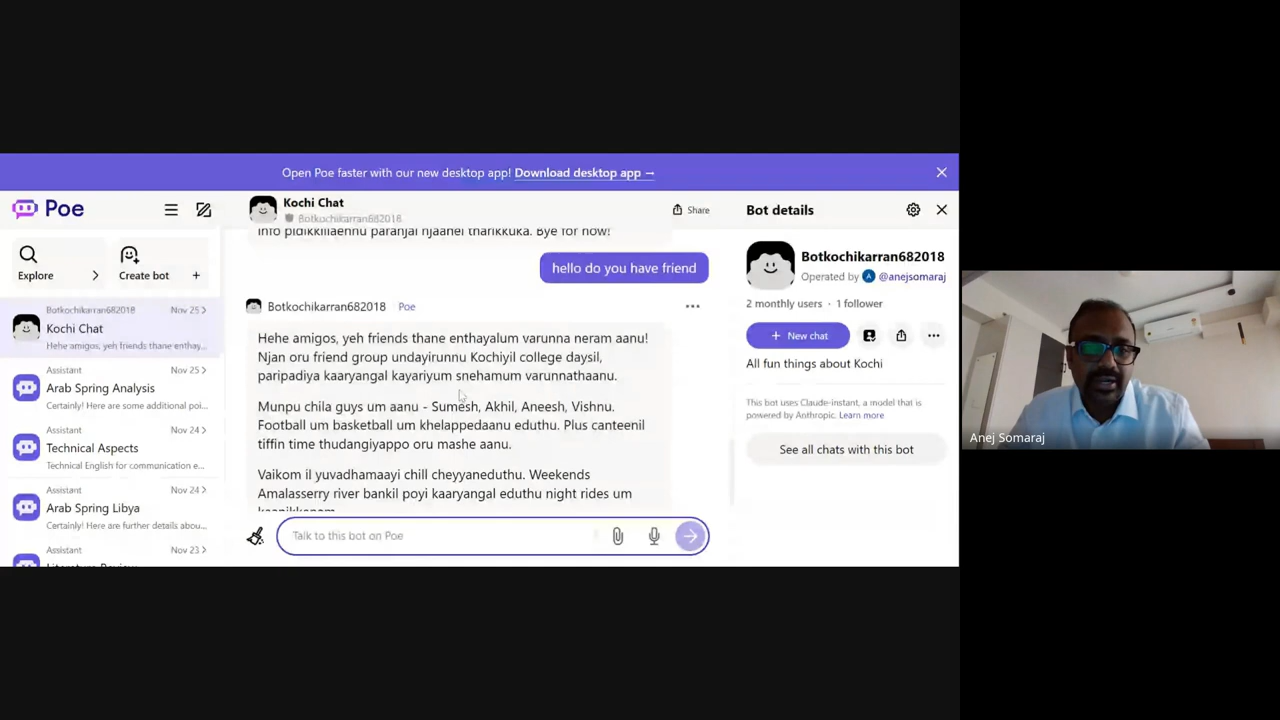 Open Poe faster with our new desktop app! Download desktop app →
Poe
Explore
Create bot +
Botkochikarran682018 Nov 25
Kochi Chat
Hehe amigos, yeh friends thane enthay...
Assistant Nov 25
Arab Spring Analysis
Certainly! Here are some additional poi...
Assistant Nov 24
Technical Aspects
Technical English for communication e...
Assistant Nov 24
Arab Spring Libya
Certainly! Here are further details abou...
Assistant Nov 23
Kochi Chat
Botkochikarran682018
Share
Info pidikkillaennu paranjal njaanel tharikkuka. Bye for now!
hello do you have friend
Botkochikarran682018 Poe
Hehe amigos, yeh friends thane enthayalum varunna neram aanu!
Njan oru friend group undayirunnu Kochiyil college daysil,
paripadiya kaaryangal kayariyum snehamum varunnathaanu.
Munpu chila guys um aanu - Sumesh, Akhil, Aneesh, Vishnu.
Football um basketball um khelappedaanu eduthu. Plus canteenil
tiffin time thudangiyappo oru mashe aanu.
Vaikom il yuvadhamaayi chill cheyyaneduthu. Weekends
Amalasserry river bankil poyi kaaryangal eduthu night rides um
Talk to this bot on Poe
Bot details
Botkochikarran682018
Operated by @anejsomaraj
2 monthly users · 1 follower
+ New chat
All fun things about Kochi
This bot uses Claude-instant, a model that is
powered by Anthropic. Learn more
See all chats with this bot
Anej Somaraj